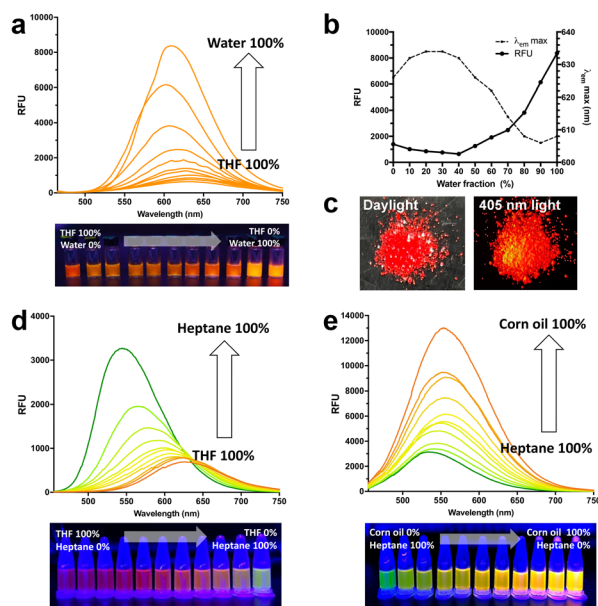 a
Water 100%
THF 100%
RFU
10000
8000
6000
4000
2000
0
500 550 600 650 700 750
Wavelength (nm)
THF 100%
Water 0%
THF 0%
Water 100%
b
λem max
RFU
RFU
10000
8000
6000
4000
2000
0
640
630
620
610
600
λem max (nm)
0 10 20 30 40 50 60 70 80 90 100
Water fraction (%)
c
Daylight
405 nm light
d
Heptane 100%
THF 100%
RFU
4000
3000
2000
1000
0
500 550 600 650 700 750
Wavelength (nm)
THF 100%
Heptane 0%
THF 0%
Heptane 100%
e
Corn oil 100%
Heptane 100%
RFU
14000
12000
10000
8000
6000
4000
2000
0
500 550 600 650 700 750
Wavelength (nm)
Corn oil 0%
Heptane 100%
Corn oil 100%
Heptane 0%